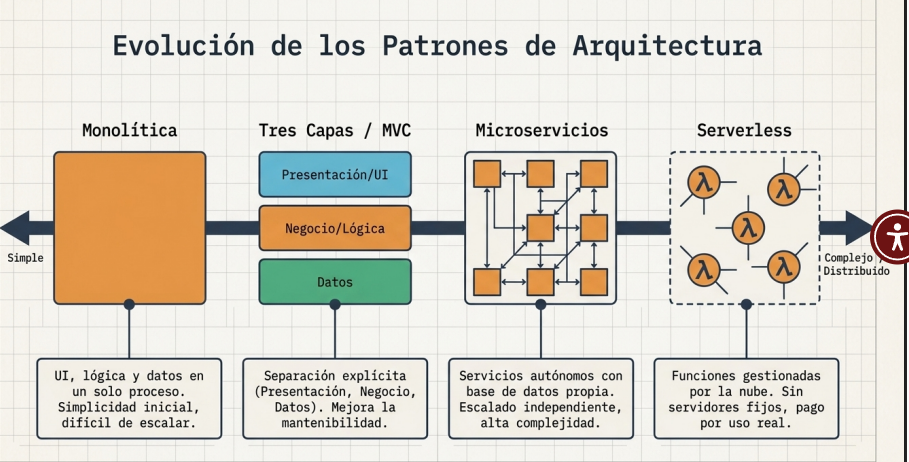 Evolución de los Patrones de Arquitectura
Monolítica
Tres Capas / MVC
Microservicios
Serverless
Presentación/UI
Negocio/Lógica
Datos
λ
λ
λ
λ
λ
Simple
Complejo /
Distribuido
UI, lógica y datos en
un solo proceso.
Simplicidad inicial,
difícil de escalar.
Separación explícita
(Presentación, Negocio,
Datos). Mejora la
mantenibilidad.
Servicios autónomos con
base de datos propia.
Escalado independiente,
alta complejidad.
Funciones gestionadas
por la nube. Sin
servidores fijos, pago
por uso real.